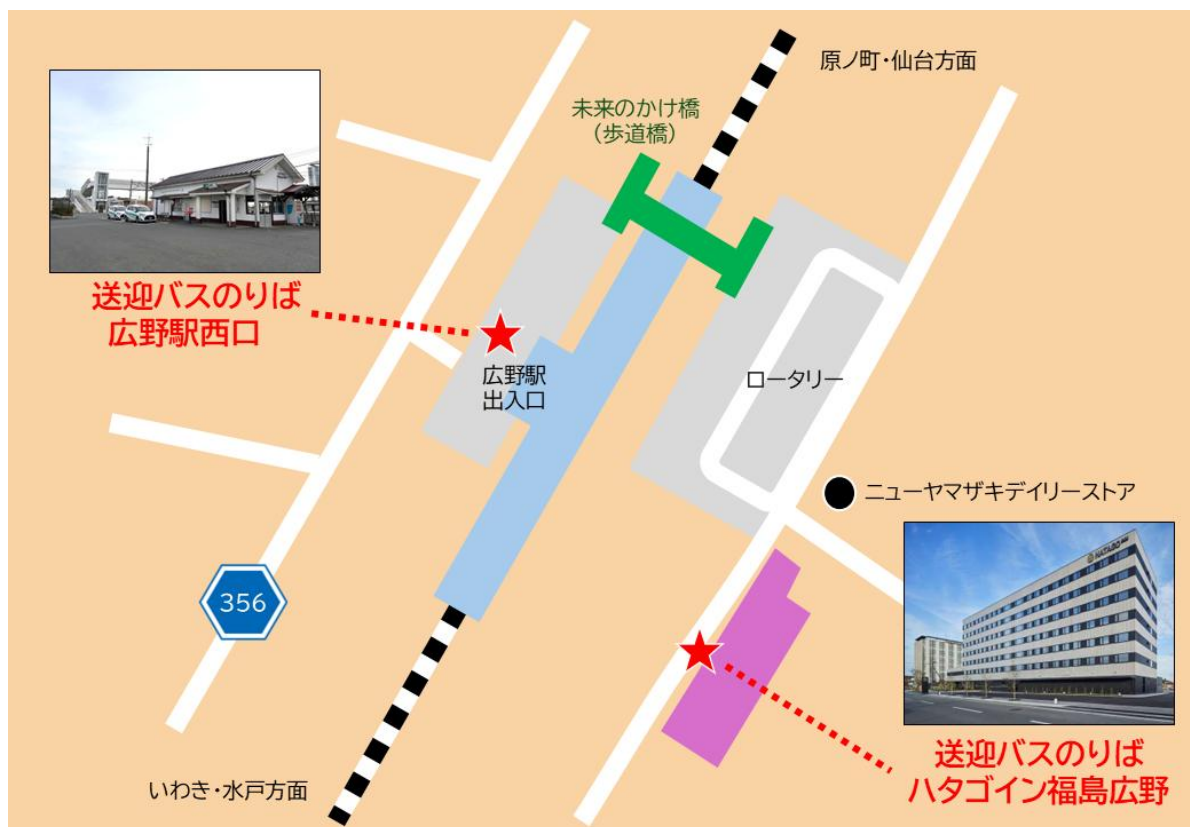 原ノ町・仙台方面
未来のかけ橋
（歩道橋）
送迎バスのりば
広野駅西口
広野駅
出入口
ロータリー
ニューヤマザキデイリーストア
HATAGO
356
送迎バスのりば
ハタゴイン福島広野
いわき・水戸方面